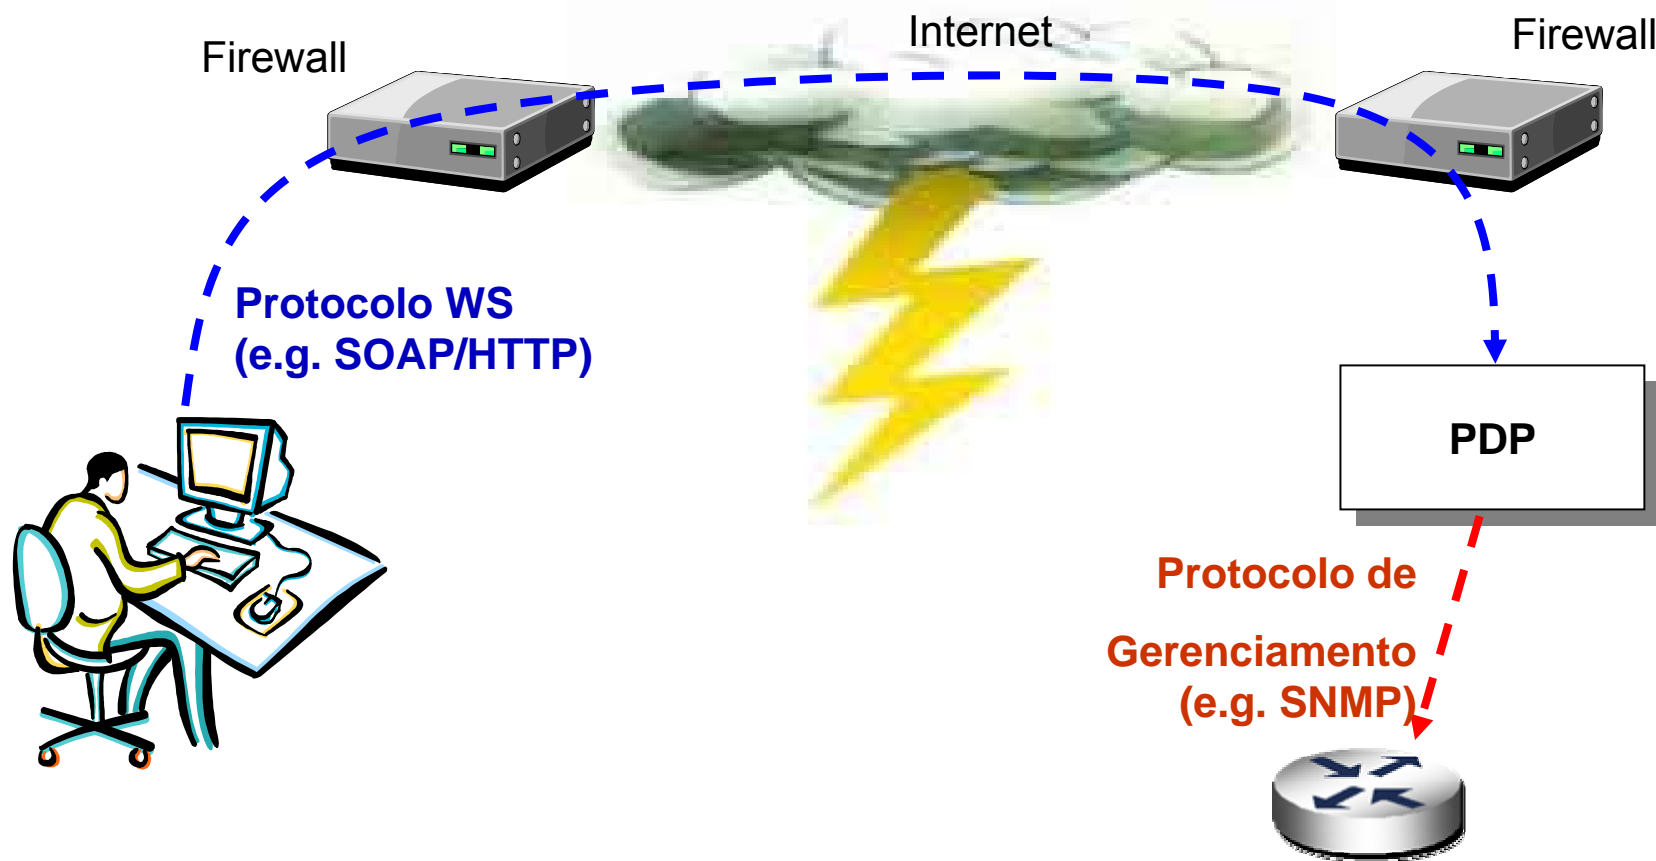 Firewall
Internet
Firewall
Protocolo WS
(e.g. SOAP/HTTP)
PDP
Protocolo de
Gerenciamento
(e.g. SNMP)